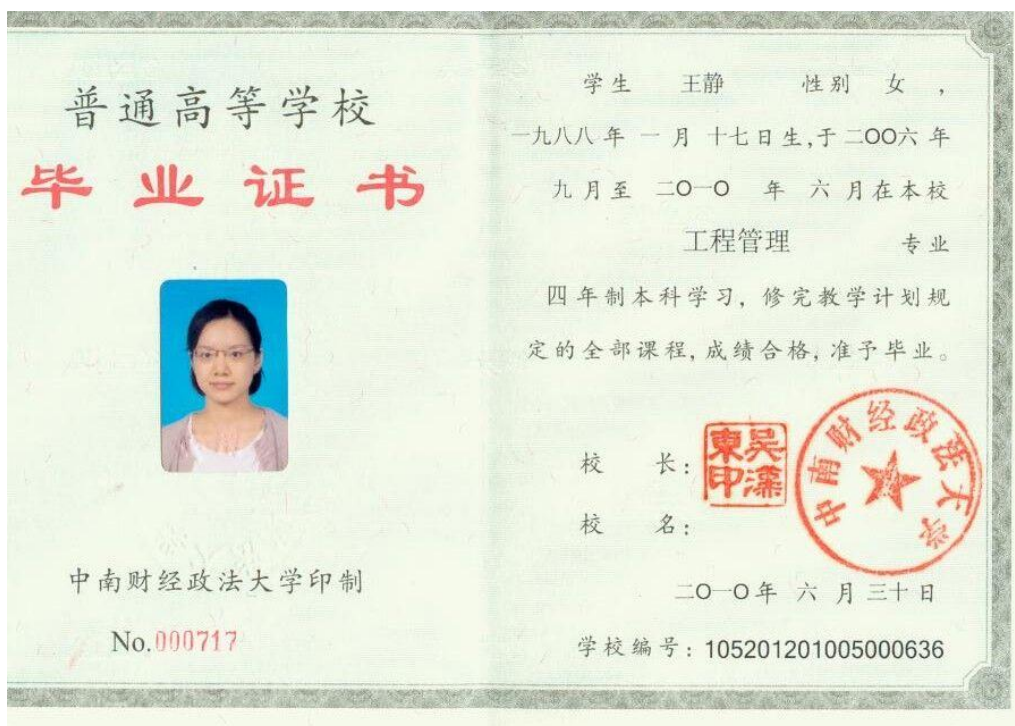 普通高等学校
毕业证书
中南财经政法大学印制
No.000717
学生 王静 性别 女 ,
一九八八年 一 月 十七日生,于二OO六年
九月至 二O一O 年 六 月在本校
工程管理 专业
四年制本科学习, 修完教学计划规
定的全部课程,成绩合格,准予毕业。
校 长:
吴汉
東印
校 名:
中南财经政法大学
二O一O年 六 月 三十日
学校编号: 105201201005000636